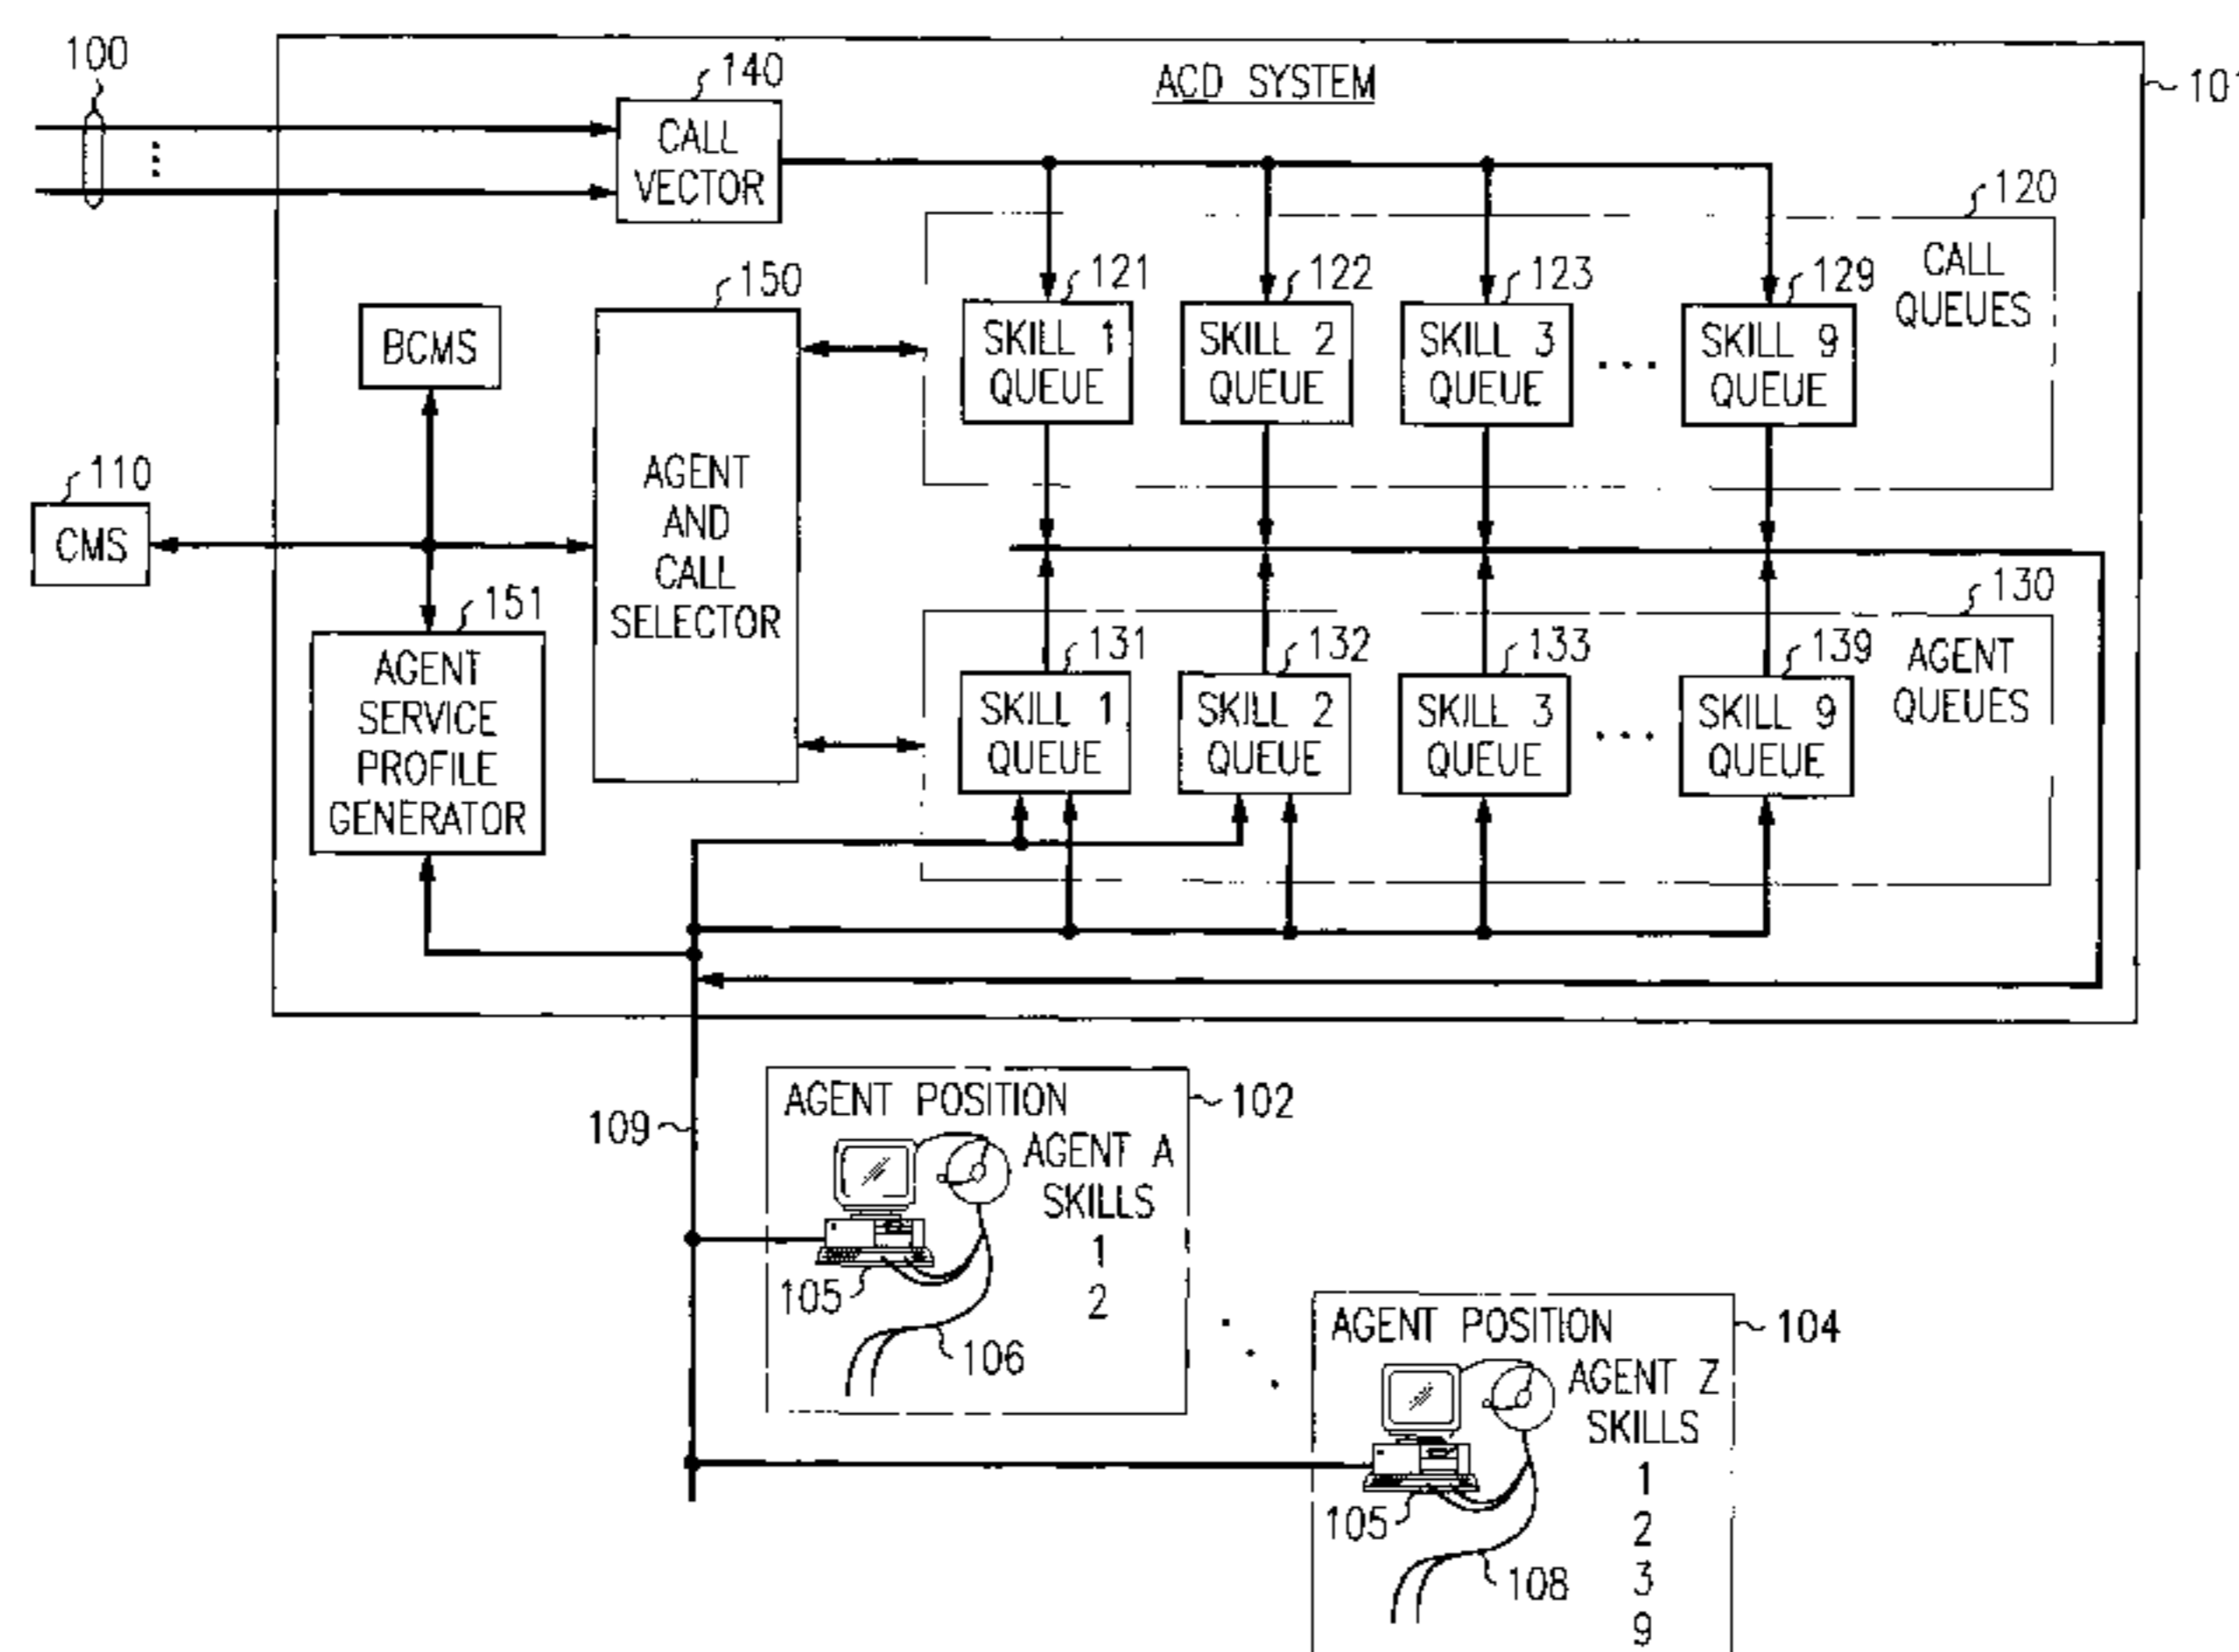 100
140
ACD SYSTEM
101
CALL
VECTOR
120
CALL
QUEUES
150
121
122
123
129
BCMS
SKILL 1
QUEUE
SKILL 2
QUEUE
SKILL 3
QUEUE
...
SKILL 9
QUEUE
110
CMS
AGENT
AND
CALL
SELECTOR
151
130
AGENT
QUEUES
131
132
133
139
AGENT
SERVICE
PROFILE
GENERATOR
SKILL 1
QUEUE
SKILL 2
QUEUE
SKILL 3
QUEUE
...
SKILL 9
QUEUE
109
AGENT POSITION
102
AGENT A
SKILLS
1
2
105
106
AGENT POSITION
104
AGENT Z
SKILLS
1
2
3
9
105
108